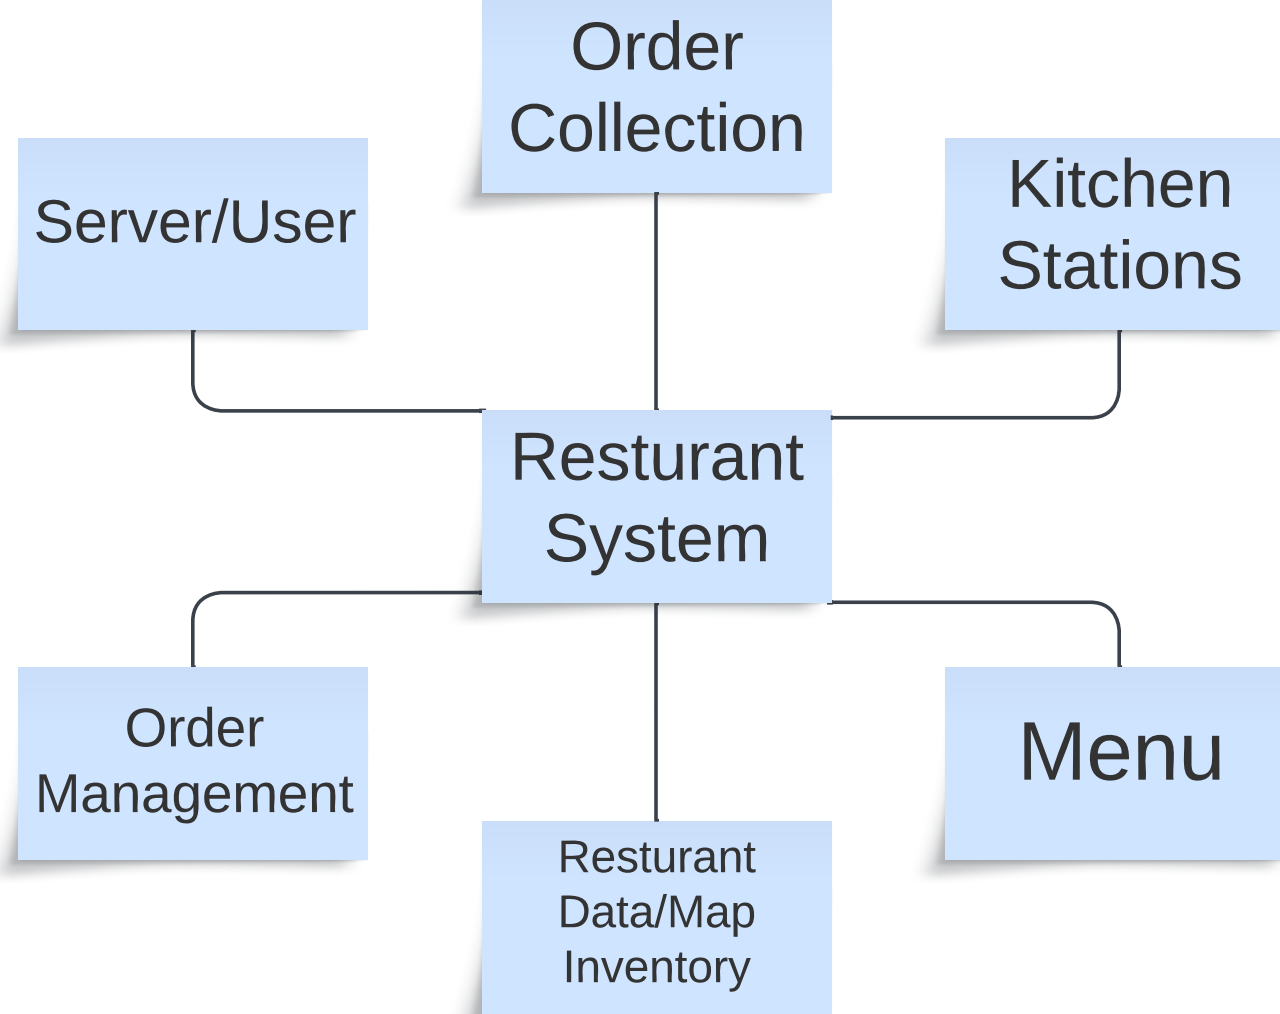 Order
Collection
Server/User
Kitchen
Stations
Resturant
System
Order
Management
Menu
Resturant
Data/Map
Inventory